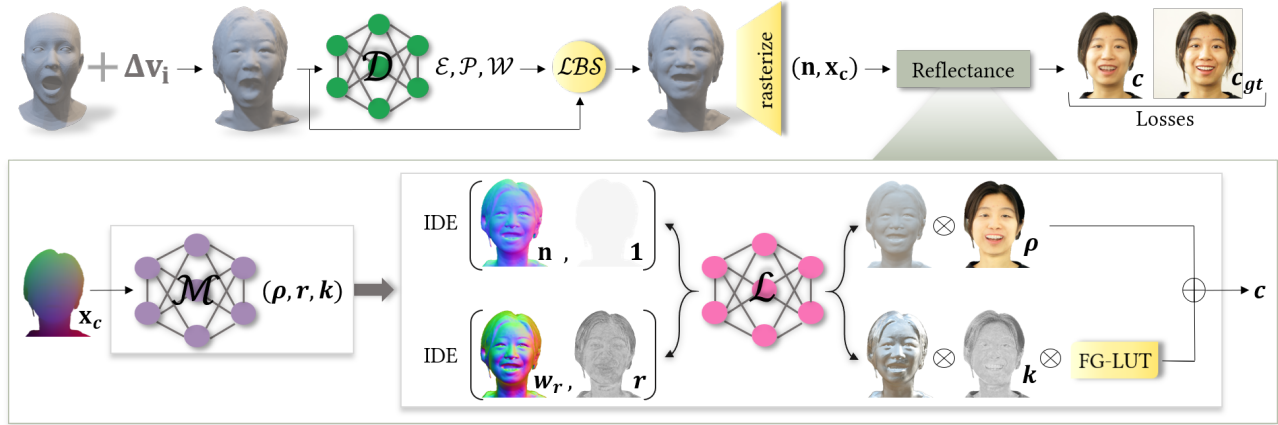 + Δv_i
𝒟
ℰ, 𝒫, 𝒲
ℒℬ𝒮
rasterize
(n, x_c)
Reflectance
c
c_gt
Losses
x_c
ℳ
(ρ, r, k)
IDE
n , 1
IDE
w_r, r
ℒ
⊗
ρ
⊗
k
⊗
FG-LUT
⊕
c